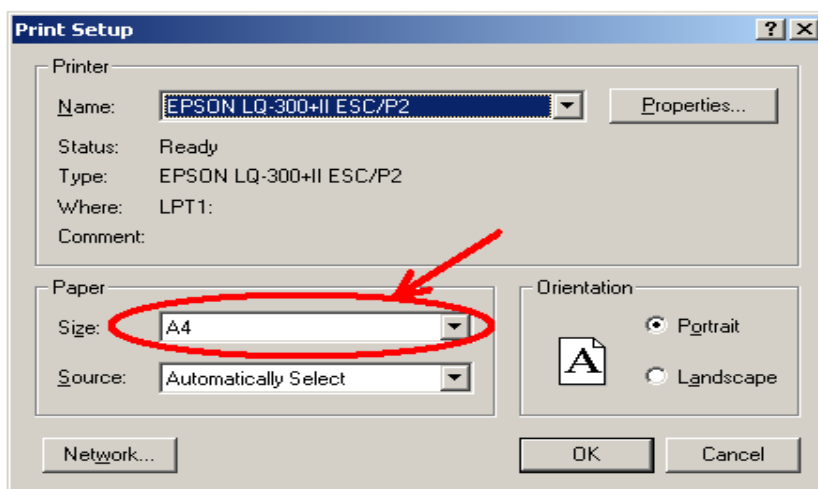 Print Setup
Printer
Name: EPSON LQ-300+II ESC/P2 Properties...
Status: Ready
Type: EPSON LQ-300+II ESC/P2
Where: LPT1:
Comment:
Paper
Size: A4
Source: Automatically Select
Orientation
A
Portrait
Landscape
Network... OK Cancel